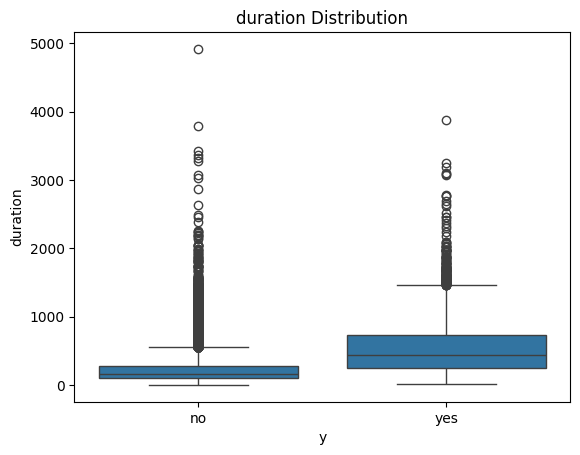 duration Distribution
5000
4000
3000
2000
1000
0
duration
no
yes
y